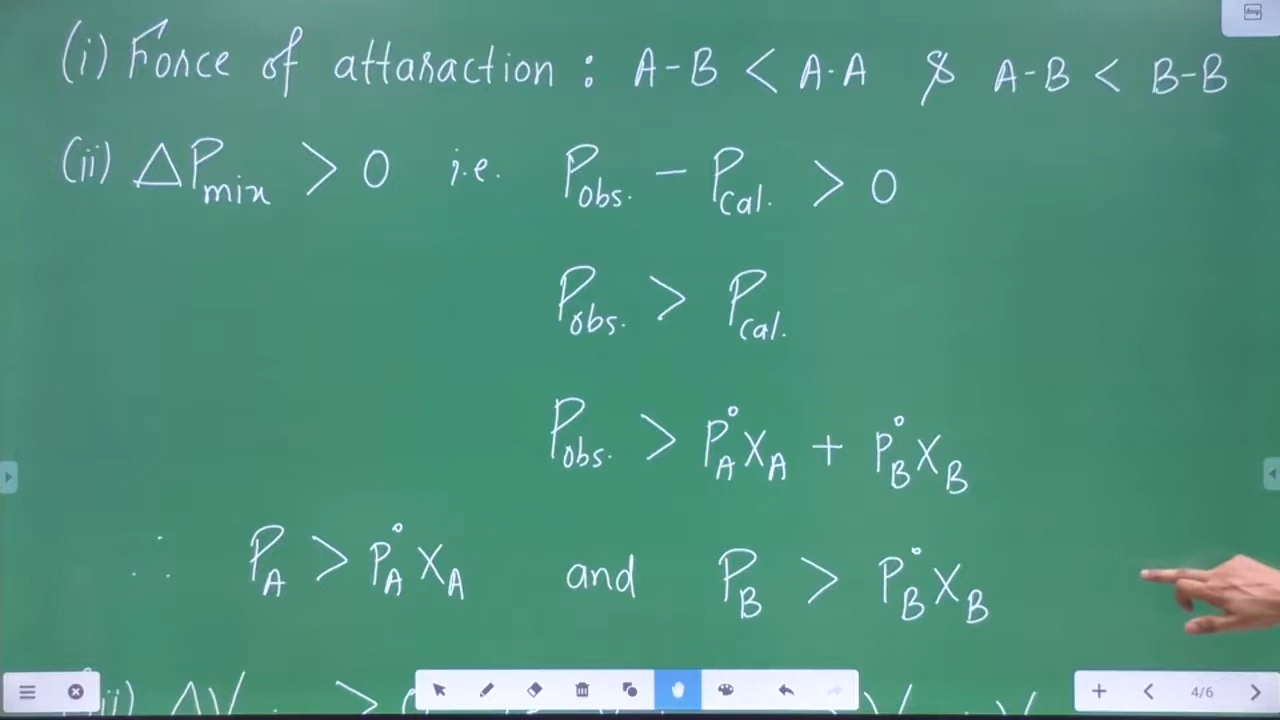 (i) Force of attaraction : A-B < A-A & A-B < B-B
(ii) ΔPmix > 0 i.e. Pobs. - Pcal. > 0
Pobs. > Pcal.
Pobs. > P°A XA + P°B XB
∴ PA > P°A XA and PB > P°B XB
4/6